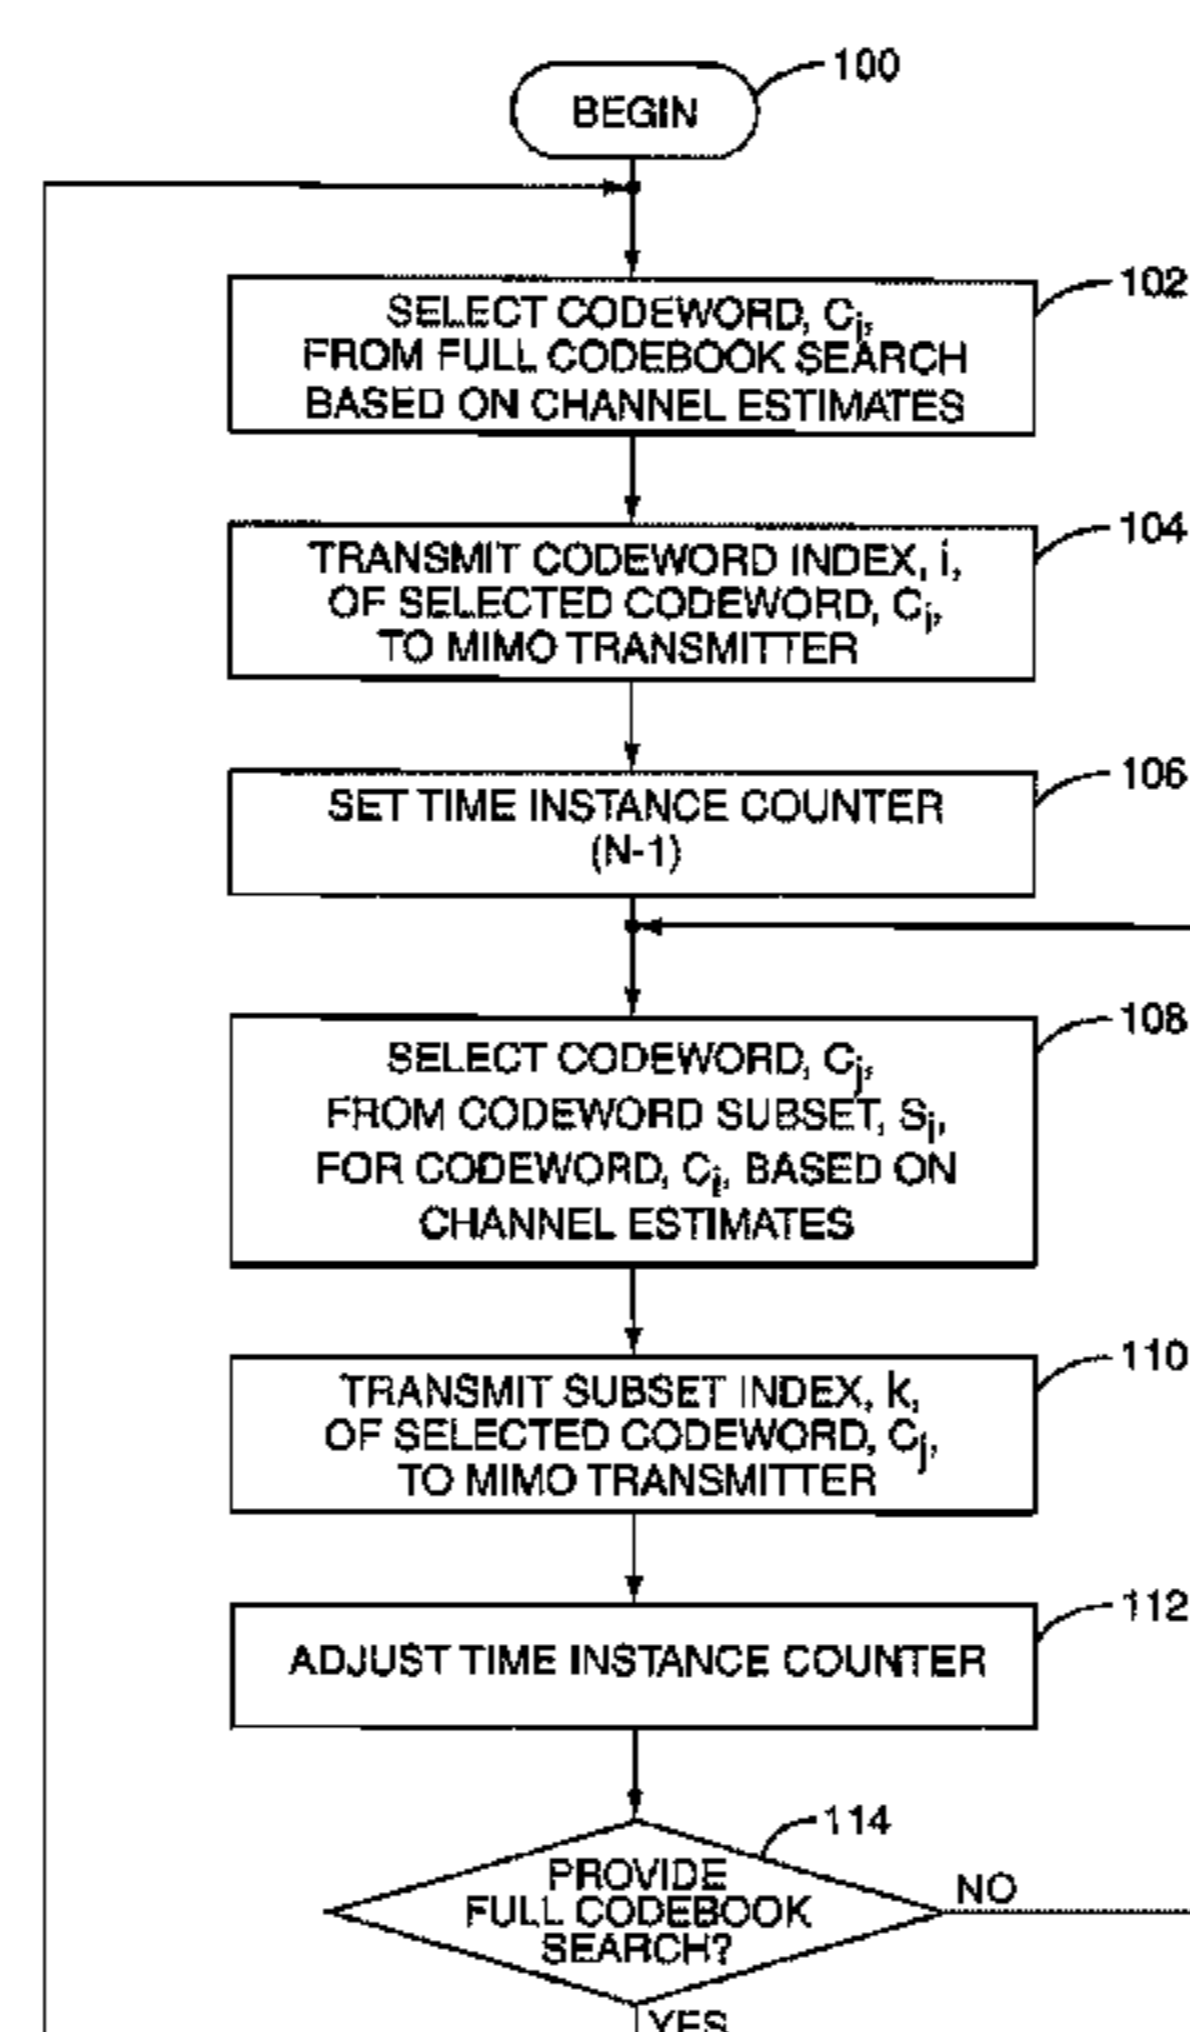 100
BEGIN
102
SELECT CODEWORD, Ci,
FROM FULL CODEBOOK SEARCH
BASED ON CHANNEL ESTIMATES
104
TRANSMIT CODEWORD INDEX, i,
OF SELECTED CODEWORD, Ci,
TO MIMO TRANSMITTER
106
SET TIME INSTANCE COUNTER
(N-1)
108
SELECT CODEWORD, Cj,
FROM CODEWORD SUBSET, Si,
FOR CODEWORD, Ci, BASED ON
CHANNEL ESTIMATES
110
TRANSMIT SUBSET INDEX, k,
OF SELECTED CODEWORD, Cj,
TO MIMO TRANSMITTER
112
ADJUST TIME INSTANCE COUNTER
114
PROVIDE
FULL CODEBOOK
SEARCH?
NO
YES